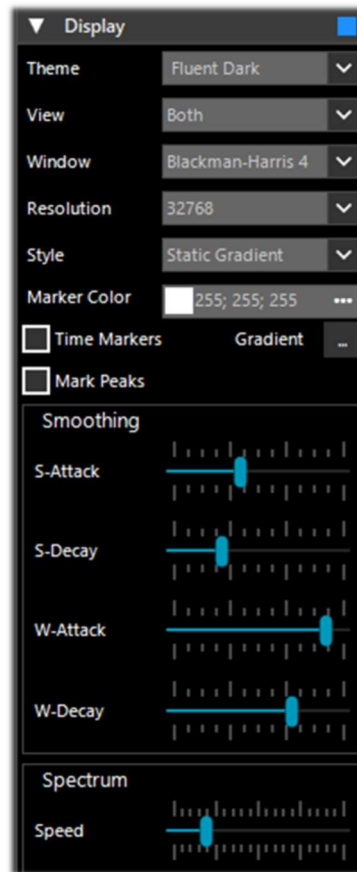 ▼ Display
Theme Fluent Dark
View Both
Window Blackman-Harris 4
Resolution 32768
Style Static Gradient
Marker Color 255; 255; 255 •••
Time Markers Gradient ...
Mark Peaks
Smoothing
S-Attack
S-Decay
W-Attack
W-Decay
Spectrum
Speed